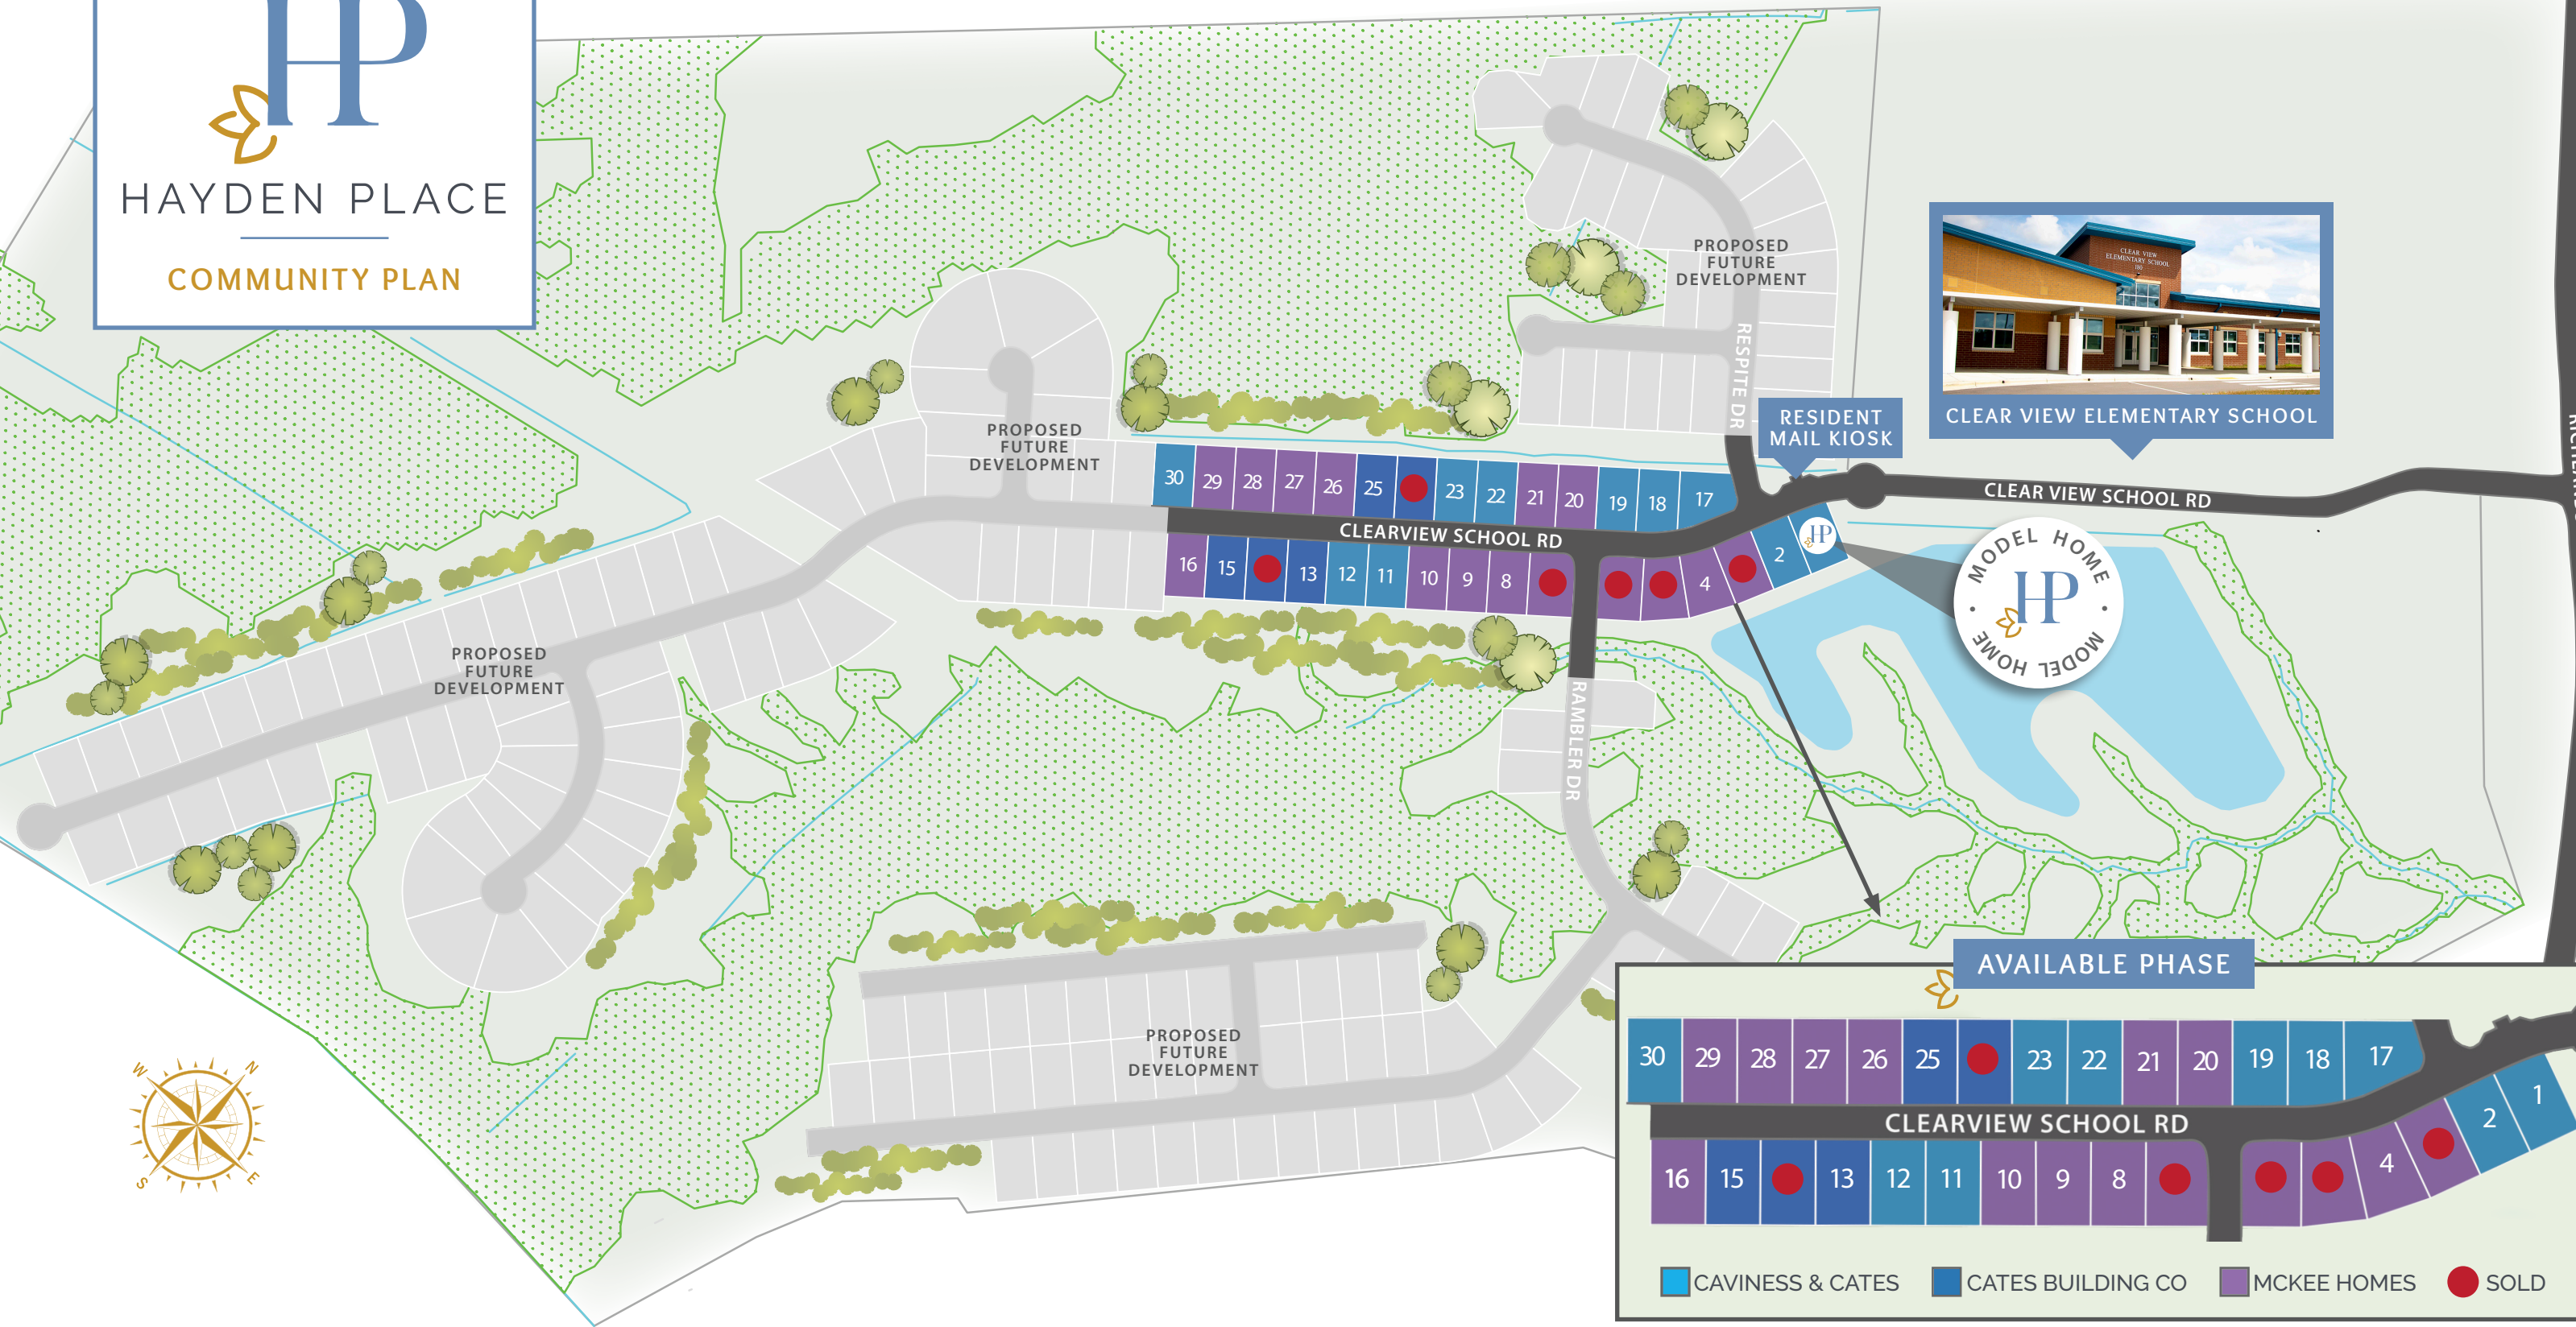 HP
HAYDEN PLACE
COMMUNITY PLAN
PROPOSED
FUTURE
DEVELOPMENT
RESPITE DR
CLEAR VIEW
ELEMENTARY SCHOOL
CLEAR VIEW ELEMENTARY SCHOOL
RESIDENT
MAIL KIOSK
PROPOSED
FUTURE
DEVELOPMENT
30 29 28 27 26 25 23 22 21 20 19 18 17
CLEARVIEW SCHOOL RD
CLEAR VIEW SCHOOL RD
16 15 13 12 11 10 9 8 4 2 HP
MODEL HOME
HP
MODEL HOME
PROPOSED
FUTURE
DEVELOPMENT
RAMBLER DR
PROPOSED
FUTURE
DEVELOPMENT
W N
S E
AVAILABLE PHASE
30 29 28 27 26 25 23 22 21 20 19 18 17
CLEARVIEW SCHOOL RD
16 15 13 12 11 10 9 8 4 2 1
CAVINESS & CATES CATES BUILDING CO MCKEE HOMES SOLD